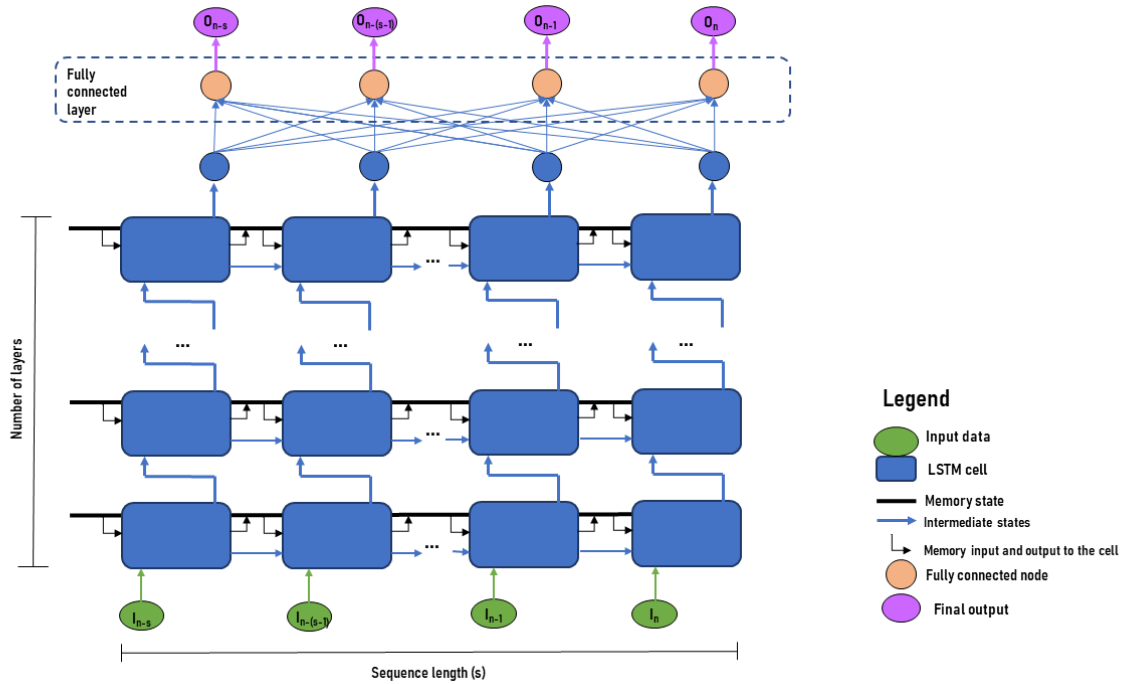 Oₙ₋ₛ Oₙ₋₍ₛ₋₁₎ Oₙ₋₁ Oₙ
Fully
connected
layer
...
... ... ... ...
Number of layers
...
...
Iₙ₋ₛ Iₙ₋₍ₛ₋₁₎ Iₙ₋₁ Iₙ
Sequence length (s)
Legend
Input data
LSTM cell
Memory state
Intermediate states
Memory input and output to the cell
Fully connected node
Final output